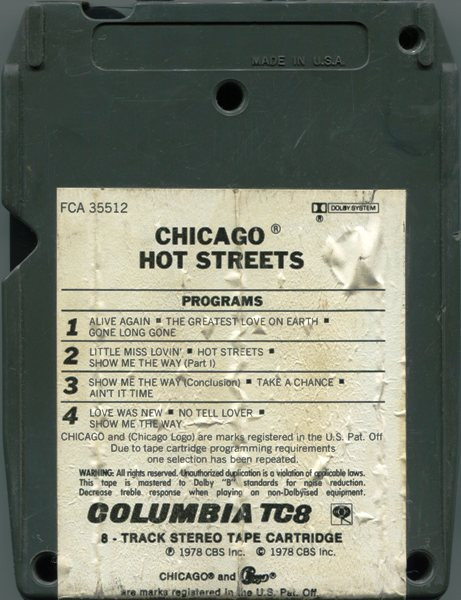 MADE IN U.S.A.
FCA 35512
DOLBY SYSTEM
®
CHICAGO ®
HOT STREETS
PROGRAMS
1 ALIVE AGAIN ■ THE GREATEST LOVE ON EARTH ■
GONE LONG GONE
2 LITTLE MISS LOVIN' ■ HOT STREETS ■
SHOW ME THE WAY (Part I)
3 SHOW ME THE WAY (Conclusion) ■ TAKE A CHANCE ■
AIN'T IT TIME
4 LOVE WAS NEW ■ NO TELL LOVER ■
SHOW ME THE WAY
CHICAGO and (Chicago Logo) are marks registered in the U.S. Pat. Off
Due to tape cartridge programming requirements
one selection has been repeated.
WARNING: All rights reserved. Unauthorized duplication is a violation of applicable laws.
This tape is mastered to Dolby "B" standards for noise reduction.
Decrease treble response when playing on non-Dolbyised equipment.
COLUMBIA TC8
8 - TRACK STEREO TAPE CARTRIDGE
℗ 1978 CBS Inc. © 1978 CBS Inc.
CHICAGO® and Chicago®
are marks registered in the U.S. Pat. Off.